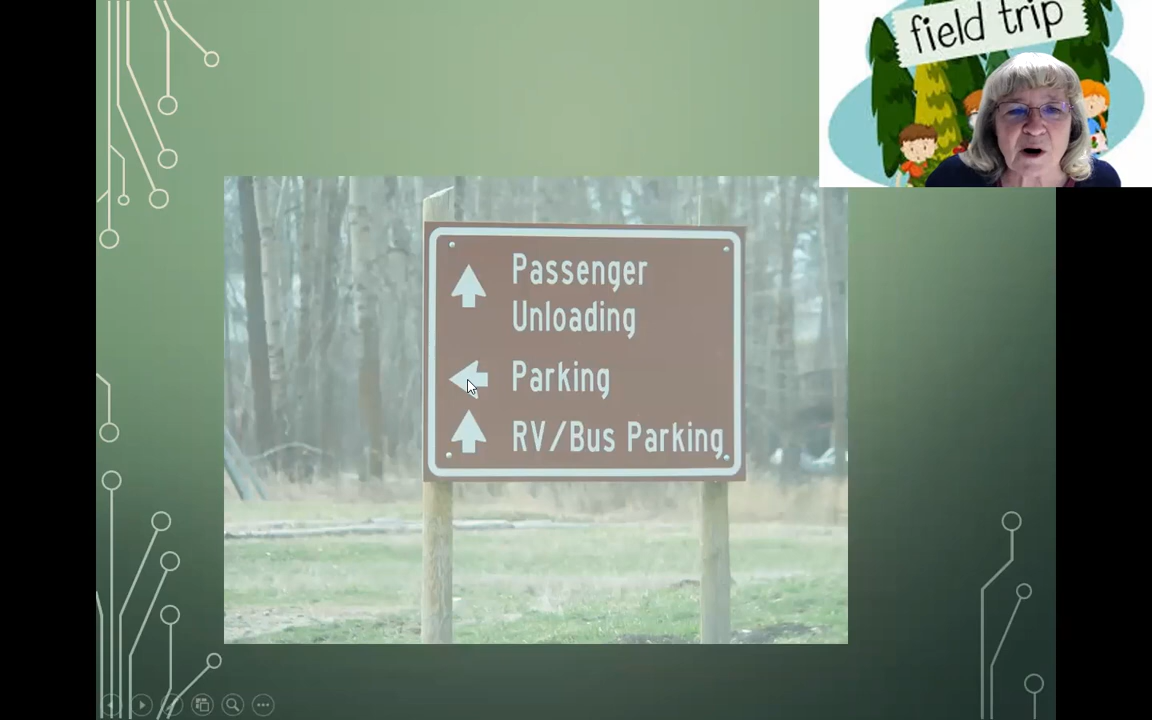 field trip
Passenger
Unloading
Parking
RV/Bus Parking